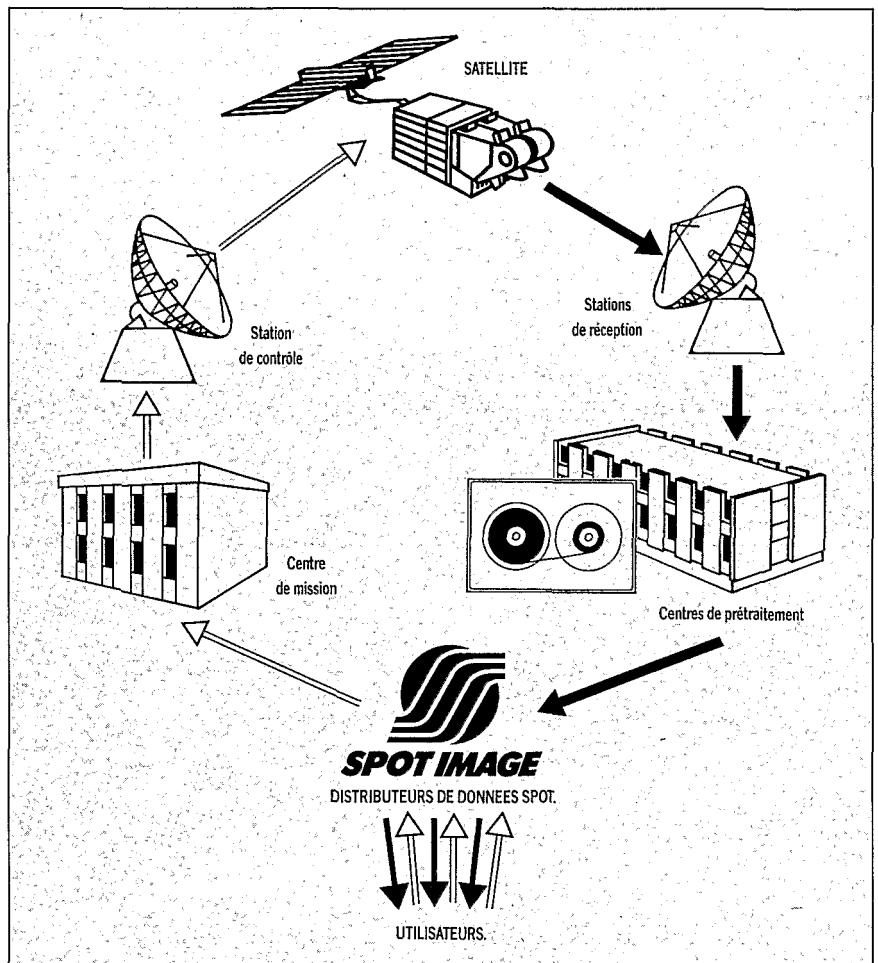 SATELLITE
Station
de contrôle
Stations
de réception
Centre
de mission
Centres de prétraitement
SPOT IMAGE
DISTRIBUTEURS DE DONNEES SPOT.
UTILISATEURS.